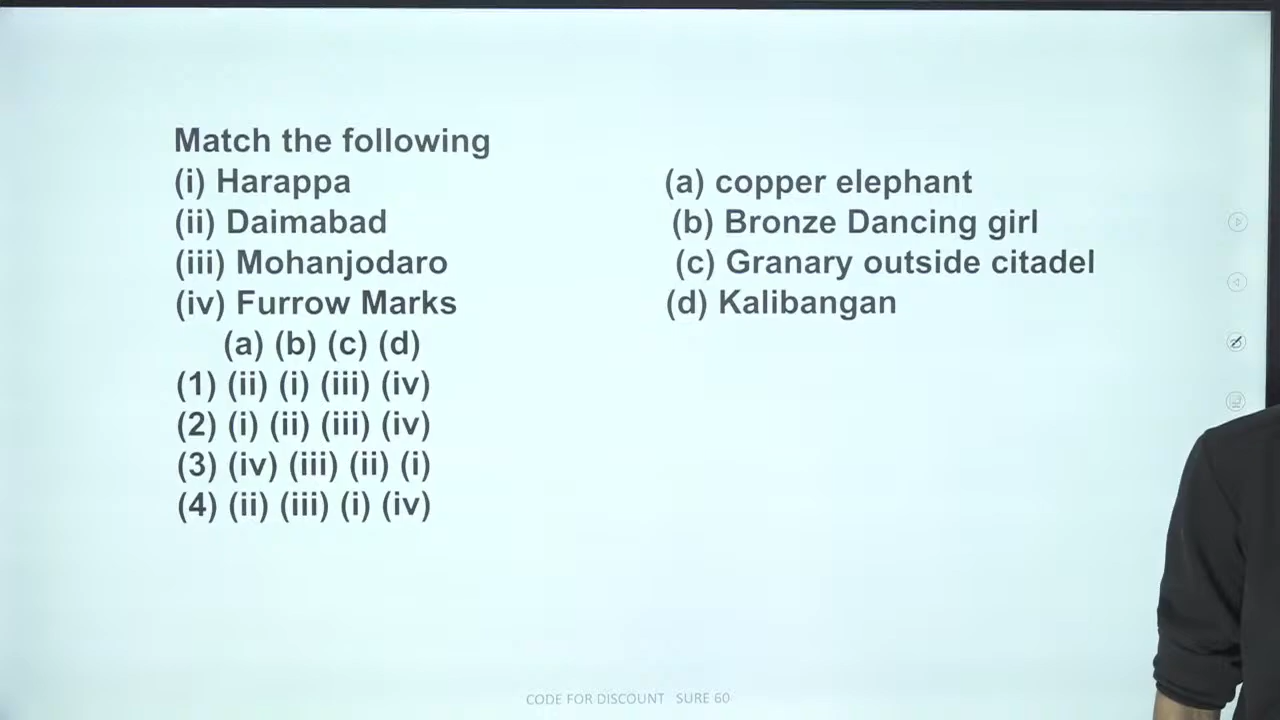 Match the following
(i) Harappa (a) copper elephant
(ii) Daimabad (b) Bronze Dancing girl
(iii) Mohanjodaro (c) Granary outside citadel
(iv) Furrow Marks (d) Kalibangan
(a) (b) (c) (d)
(1) (ii) (i) (iii) (iv)
(2) (i) (ii) (iii) (iv)
(3) (iv) (iii) (ii) (i)
(4) (ii) (iii) (i) (iv)
CODE FOR DISCOUNT SURE 60